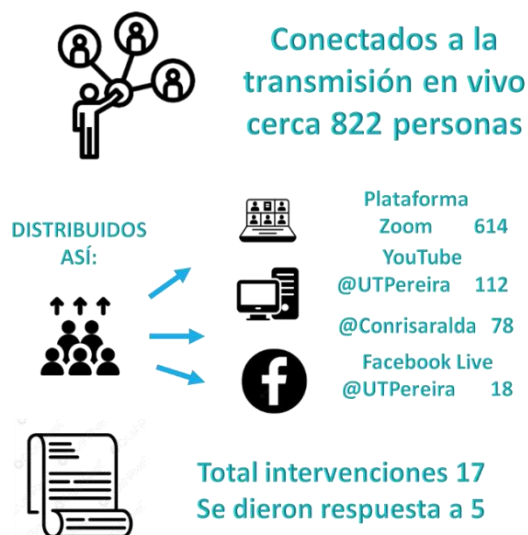 Conectados a la
transmisión en vivo
cerca 822 personas
DISTRIBUIDOS
ASÍ:
Plataforma
Zoom 614
YouTube
@UTPereira 112
@Conrisaralda 78
Facebook Live
@UTPereira 18
Total intervenciones 17
Se dieron respuesta a 5